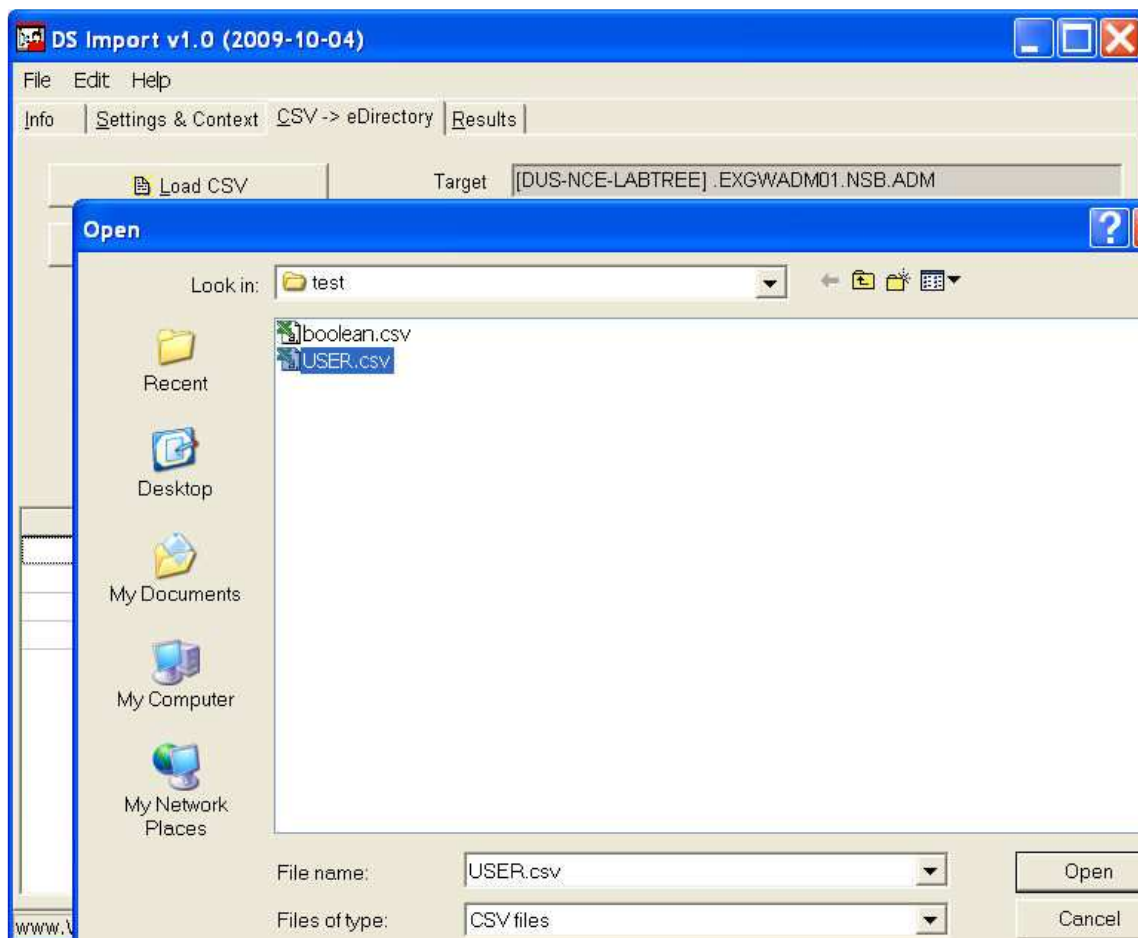 DS Import v1.0 (2009-10-04)
File Edit Help
Info Settings & Context CSV -> eDirectory Results
Load CSV Target [DUS-NCE-LABTREE] .EXGWADM01.NSB.ADM
Open
Look in: test
boolean.csv
USER.csv
Recent
Desktop
My Documents
My Computer
My Network
Places
File name: USER.csv Open
Files of type: CSV files Cancel
www.